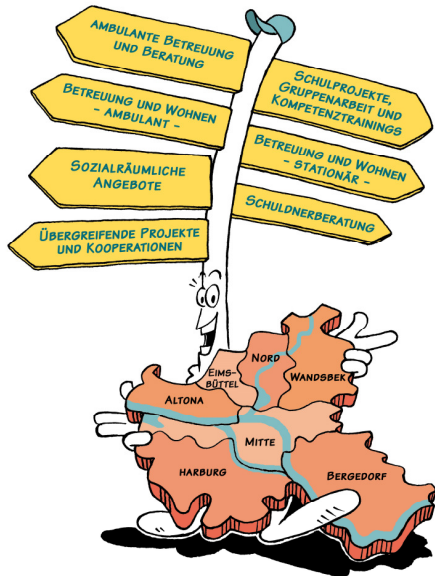 AMBULANTE BETREUUNG
UND BERATUNG
SCHULPROJEKTE,
GRUPPENARBEIT UND
KOMPETENZTRAININGS
BETREUUNG UND WOHNEN
- AMBULANT -
BETREUUNG UND WOHNEN
- STATIONÄR -
SOZIALRÄUMLICHE
ANGEBOTE
SCHULDNERBERATUNG
ÜBERGREIFENDE PROJEKTE
UND KOOPERATIONEN
NORD
EIMS-
BÜTTEL
WANDSBEK
ALTONA
MITTE
HARBURG
BERGEDORF